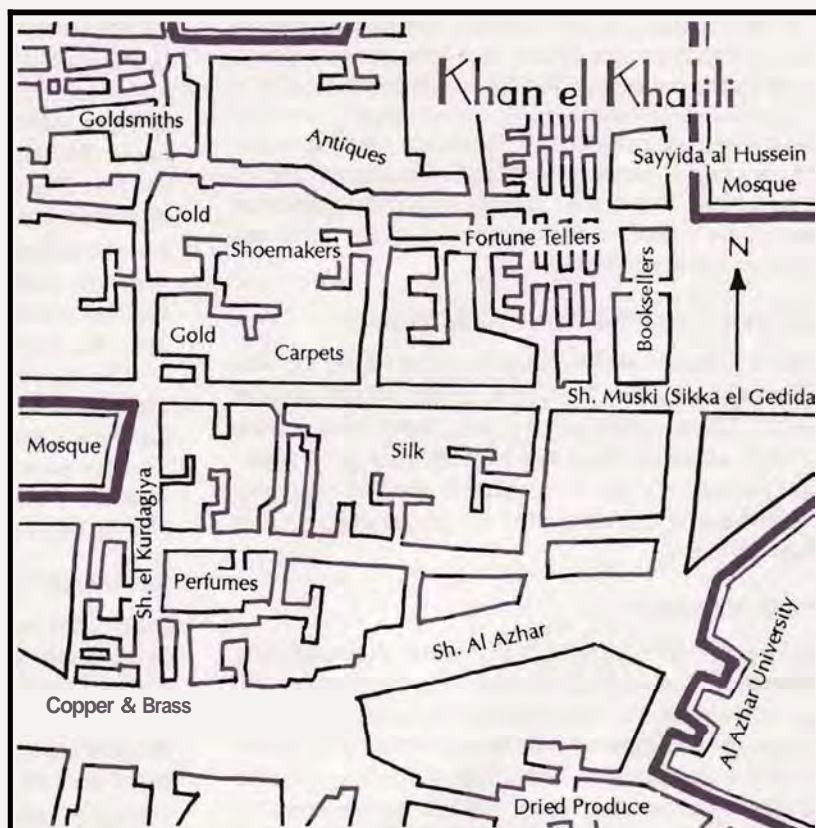 Khan el Khalili
Goldsmiths
Antiques
Sayyida al Hussein
Mosque
Gold
Shoemakers
Fortune Tellers
N
Booksellers
Gold
Carpets
Sh. Muski (Sikka el Gedida
Mosque
Silk
Sh. el Kurdagiya
Perfumes
Sh. Al Azhar
Al Azhar University
Copper & Brass
Dried Produce